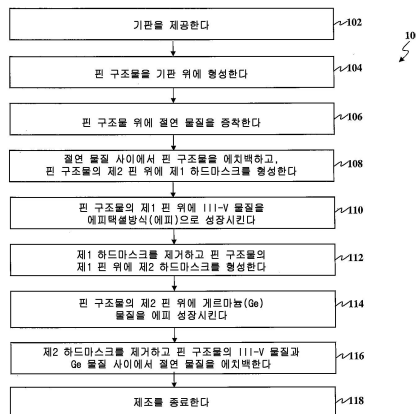 기판을 제공한다
102
100
핀 구조물을 기판 위에 형성한다
104
핀 구조물 위에 절연 물질을 증착한다
106
절연 물질 사이에서 핀 구조물을 에치백하고,
핀 구조물의 제2 핀 위에 제1 하드마스크를 형성한다
108
핀 구조물의 제1 핀 위에 III-V 물질을
에피택셜방식(에피)으로 성장시킨다
110
제1 하드마스크를 제거하고 핀 구조물의
제1 핀 위에 제2 하드마스크를 형성한다
112
핀 구조물의 제2 핀 위에 게르마늄(Ge)
물질을 에피 성장시킨다
114
제2 하드마스크를 제거하고 핀 구조물의 III-V 물질과
Ge 물질 사이에서 절연 물질을 에치백한다
116
제조를 종료한다
118